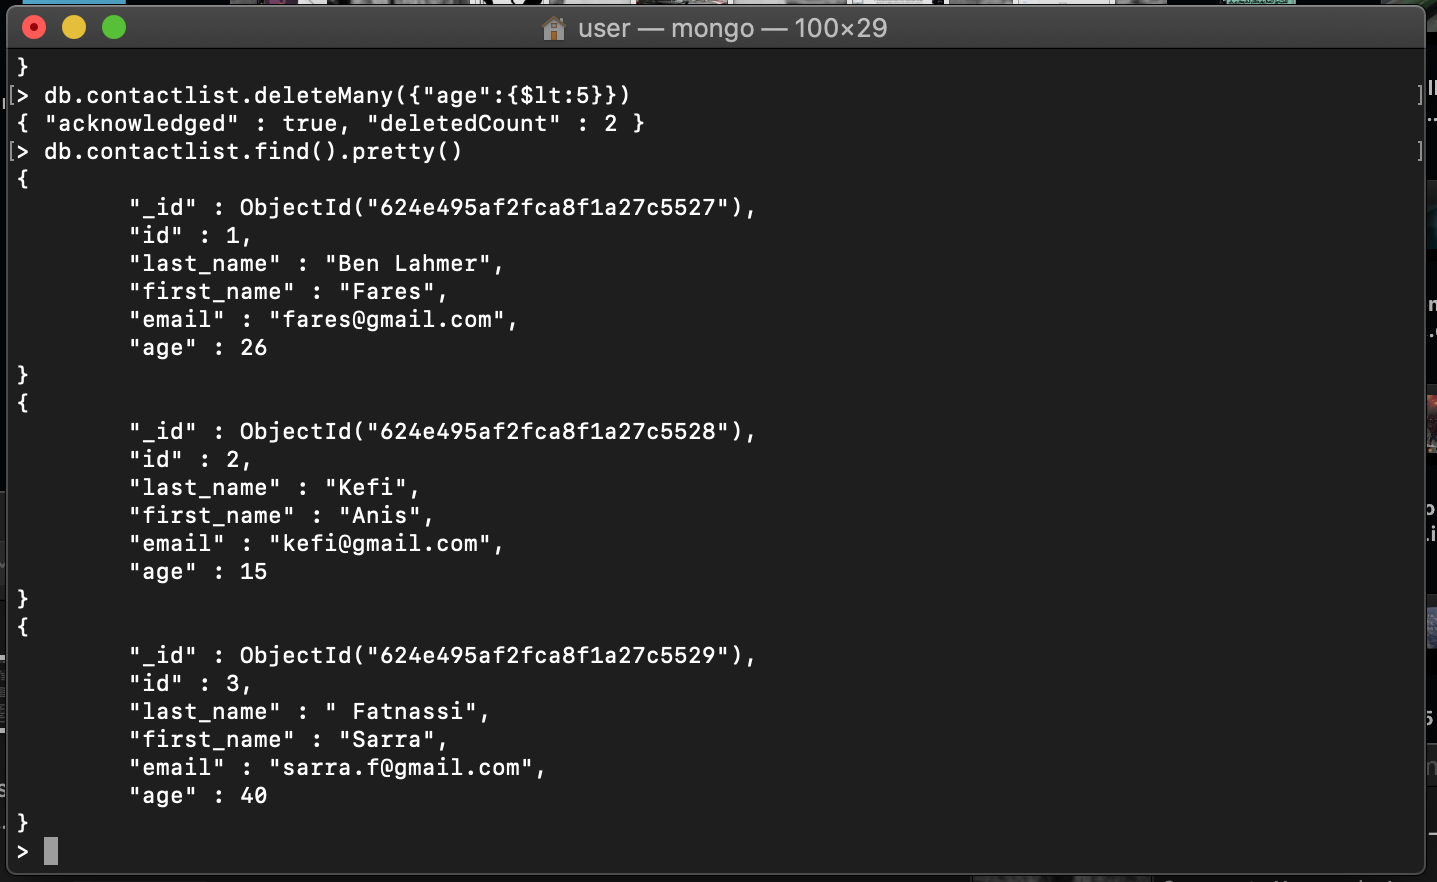 user — mongo — 100×29
}
[> db.contactlist.deleteMany({"age":{$lt:5}}) ]
{ "acknowledged" : true, "deletedCount" : 2 }
[> db.contactlist.find().pretty() ]
{
        "_id" : ObjectId("624e495af2fca8f1a27c5527"),
        "id" : 1,
        "last_name" : "Ben Lahmer",
        "first_name" : "Fares",
        "email" : "fares@gmail.com",
        "age" : 26
}
{
        "_id" : ObjectId("624e495af2fca8f1a27c5528"),
        "id" : 2,
        "last_name" : "Kefi",
        "first_name" : "Anis",
        "email" : "kefi@gmail.com",
        "age" : 15
}
{
        "_id" : ObjectId("624e495af2fca8f1a27c5529"),
        "id" : 3,
        "last_name" : " Fatnassi",
        "first_name" : "Sarra",
        "email" : "sarra.f@gmail.com",
        "age" : 40
}
>